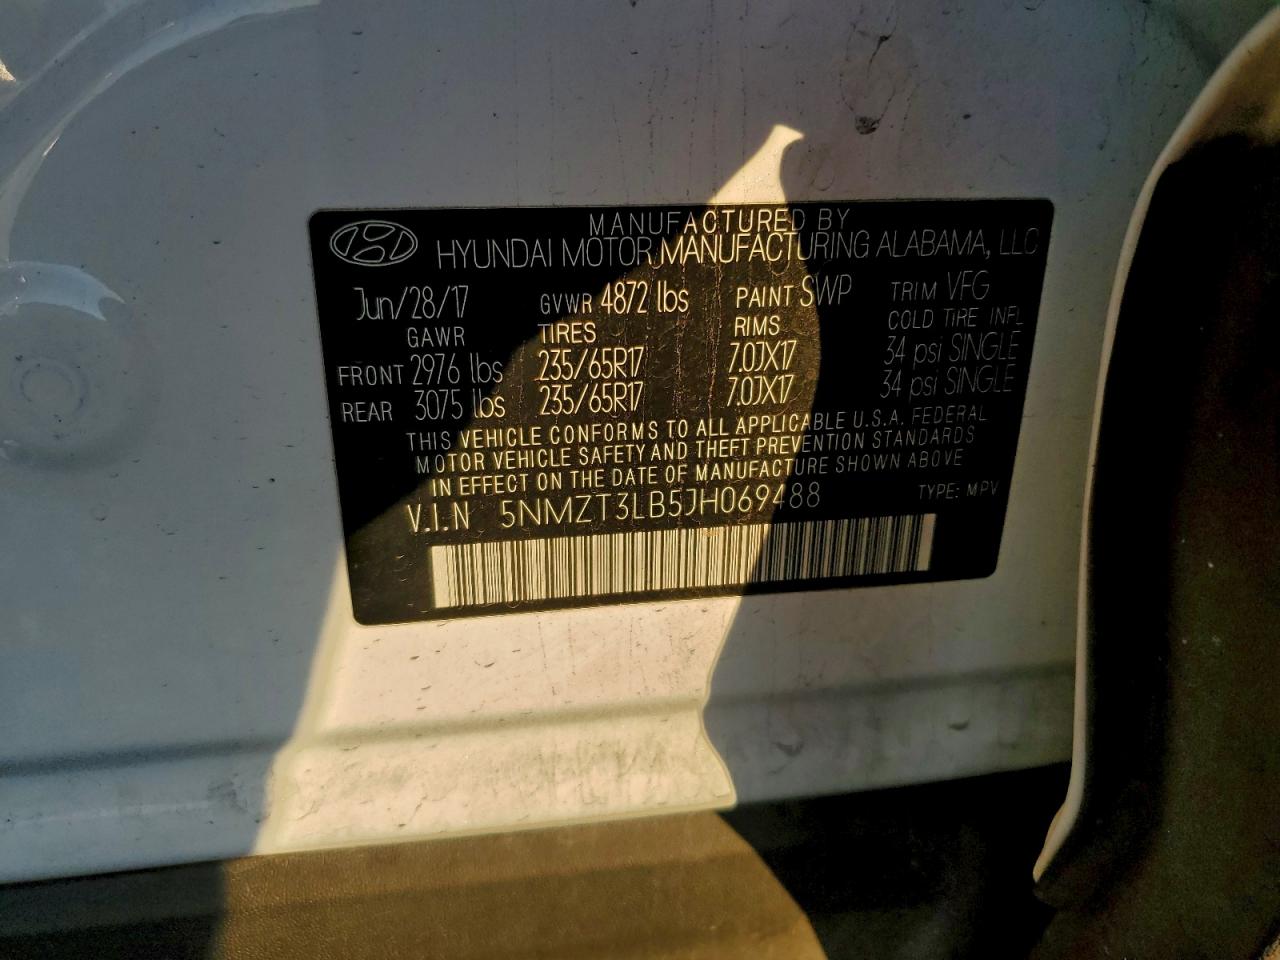 MANUFACTURED BY
HYUNDAI MOTOR MANUFACTURING ALABAMA, LLC
Jun/28/17 GVWR 4872 lbs PAINT SWP TRIM VFG
GAWR TIRES RIMS COLD TIRE INFL
FRONT 2976 lbs 235/65R17 7.0JX17 34 psi SINGLE
REAR 3075 lbs 235/65R17 7.0JX17 34 psi SINGLE
THIS VEHICLE CONFORMS TO ALL APPLICABLE U.S.A. FEDERAL
MOTOR VEHICLE SAFETY AND THEFT PREVENTION STANDARDS
IN EFFECT ON THE DATE OF MANUFACTURE SHOWN ABOVE
V.I.N 5NMZT3LB5JH069488 TYPE: MPV